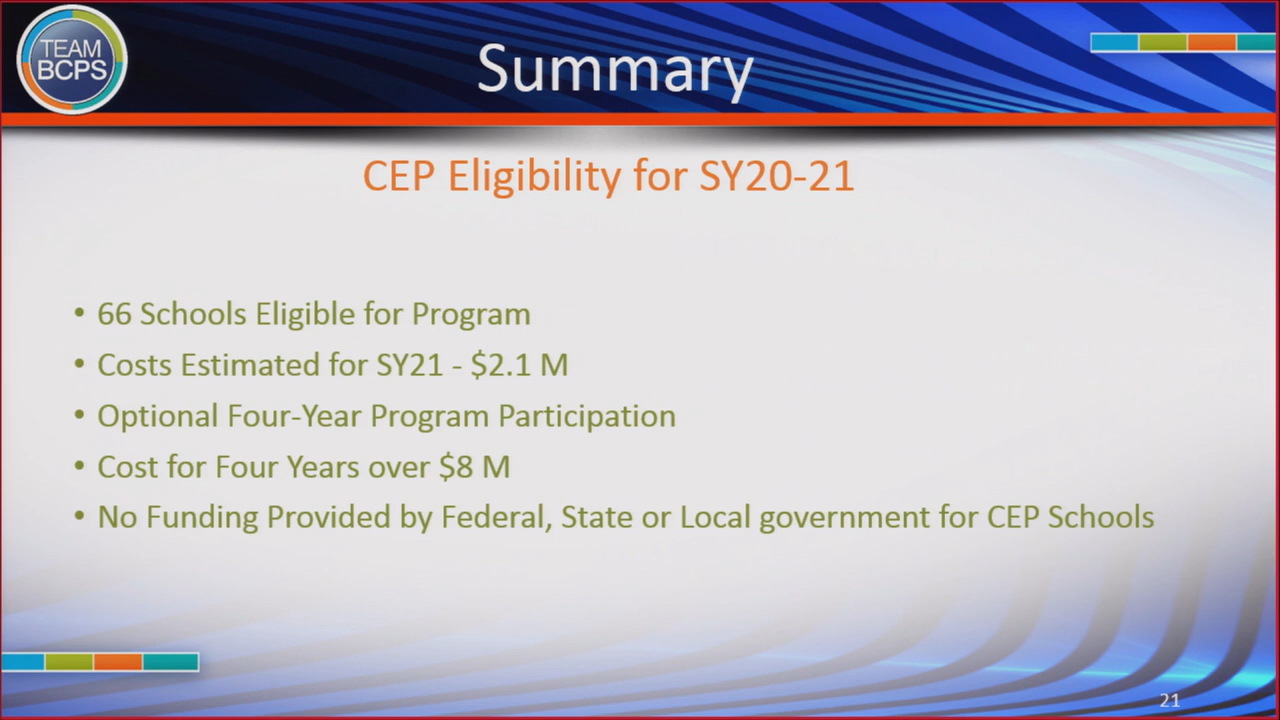 TEAM
BCPS
Summary
CEP Eligibility for SY20-21
• 66 Schools Eligible for Program
• Costs Estimated for SY21 - $2.1 M
• Optional Four-Year Program Participation
• Cost for Four Years over $8 M
• No Funding Provided by Federal, State or Local government for CEP Schools
21